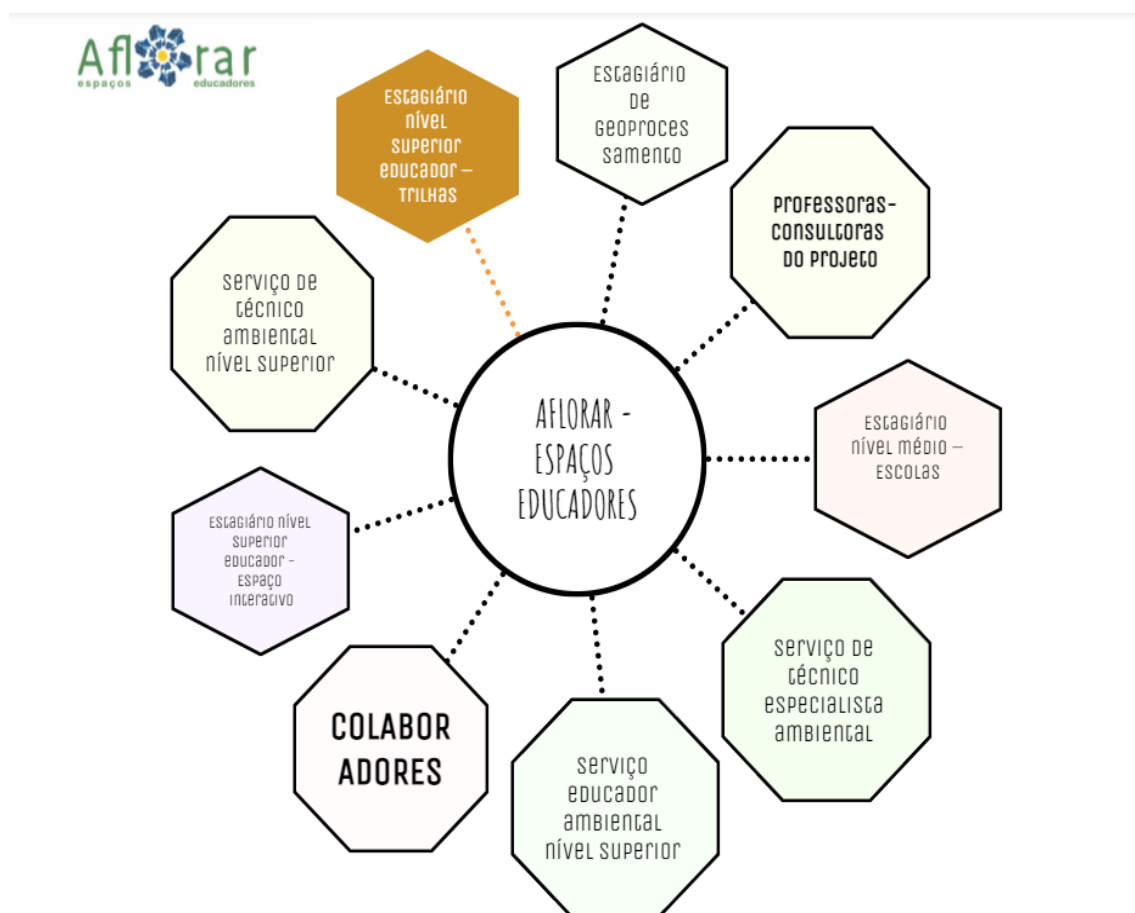 Aflorar
espaços educadores
Estagiário
nível
superior
educador –
Trilhas
Estagiário
de
geoproces
samento
Professoras-
consultoras
do projeto
Serviço de
técnico
ambiental
nível superior
AFLORAR -
ESPAÇOS
EDUCADORES
Estagiário
nível médio –
Escolas
Estagiário nível
superior
educador -
Espaço
Interativo
Serviço de
técnico
especialista
ambiental
COLABOR
ADORES
Serviço
educador
ambiental
nível superior